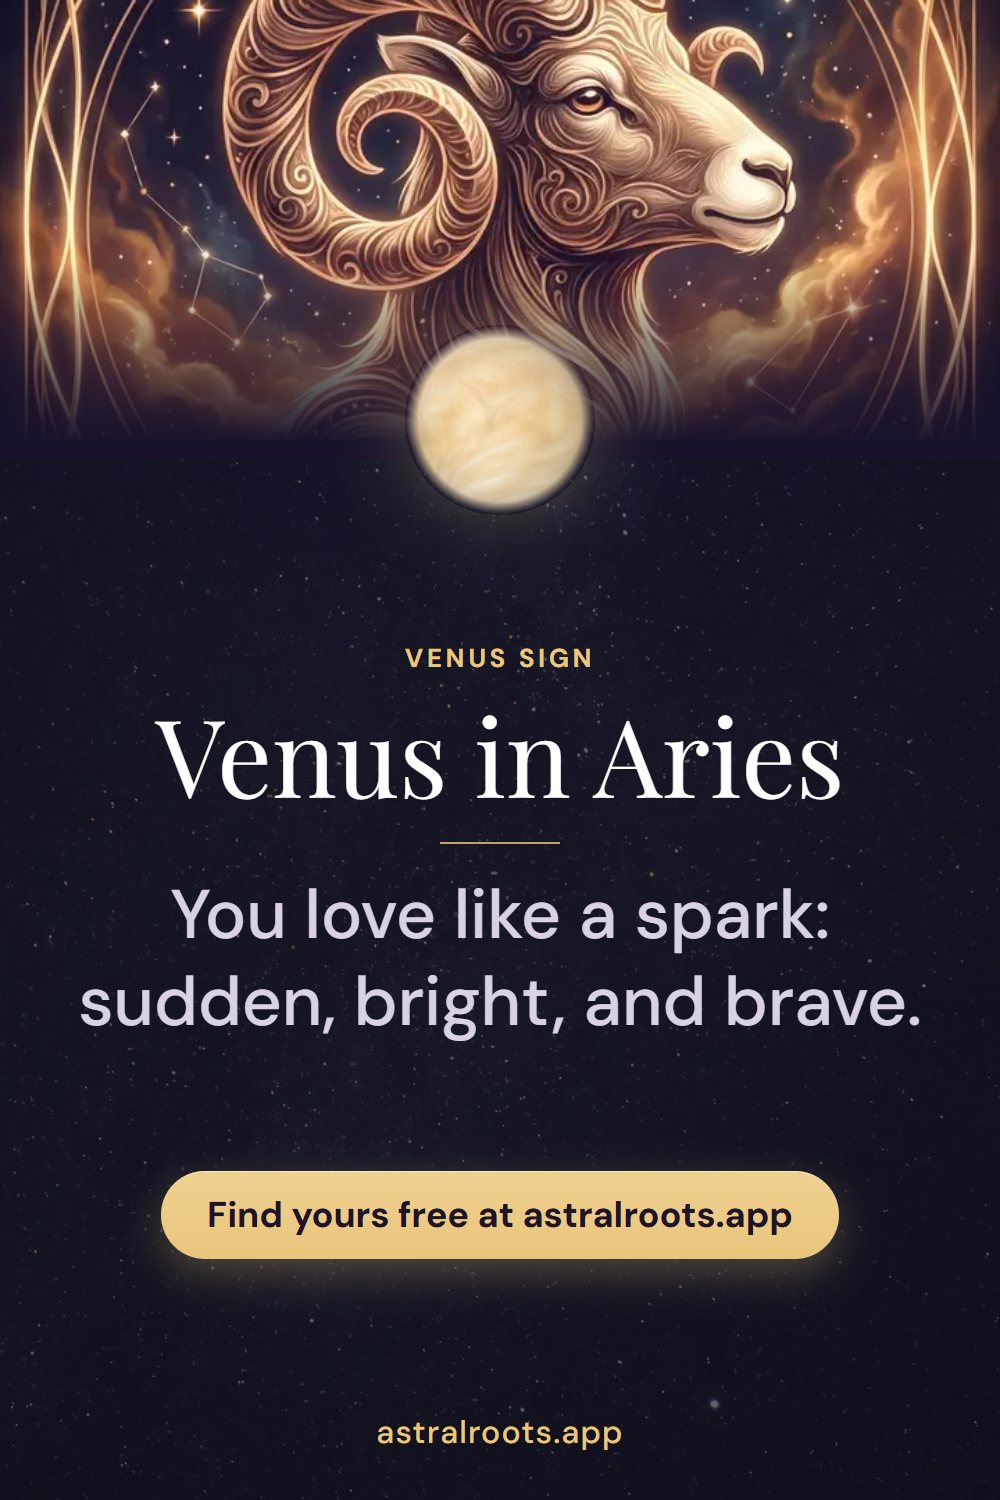 VENUS SIGN
Venus in Aries
You love like a spark:
sudden, bright, and brave.
Find yours free at astralroots.app
astralroots.app